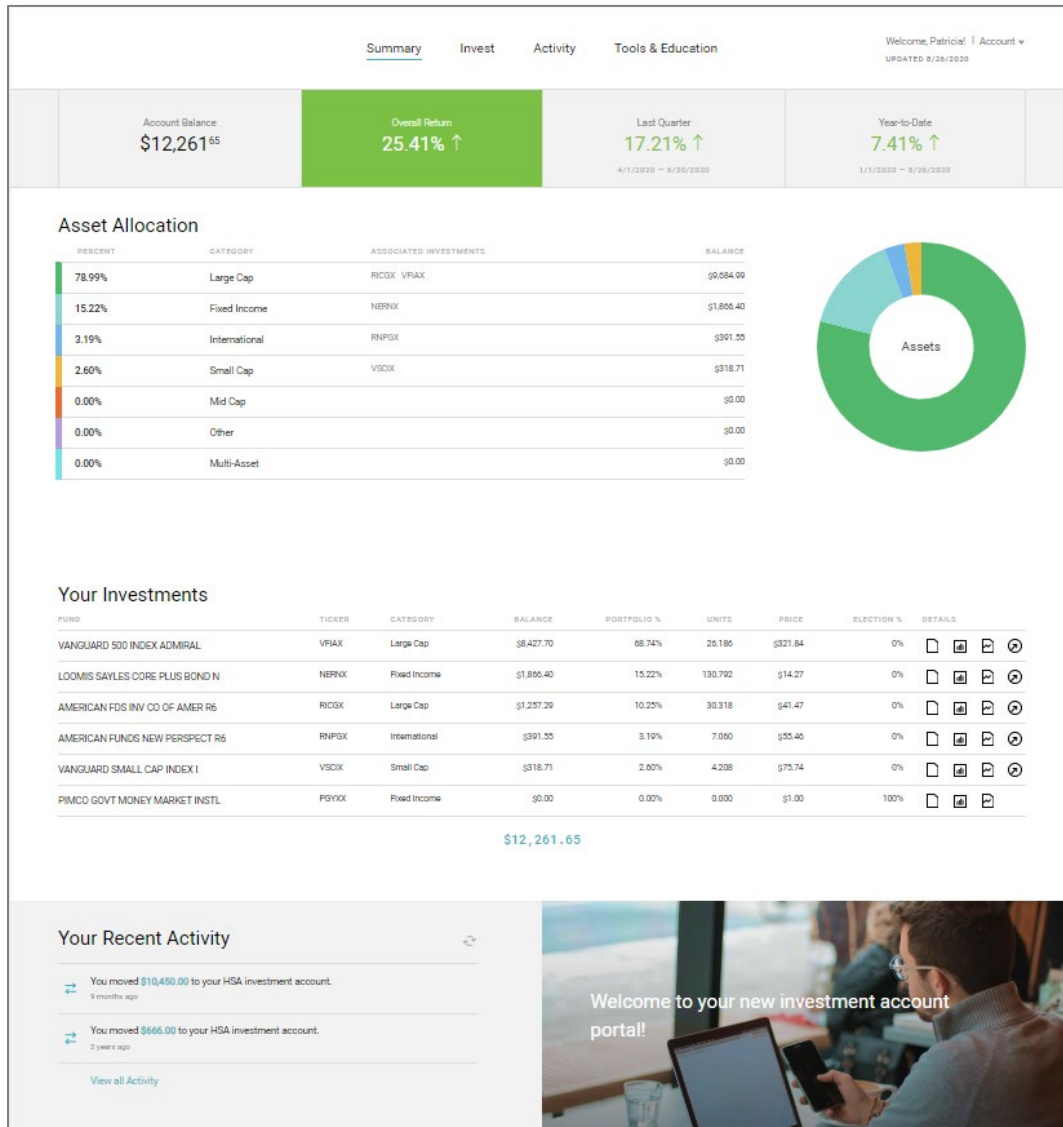 Summary Invest Activity Tools & Education
Welcome, Patricia! | Account
UPDATED 8/26/2020
Account Balance
$12,261.65
Overall Return
25.41% ↑
Last Quarter
17.21% ↑
4/1/2020 — 6/30/2020
Year-to-Date
7.41% ↑
1/1/2020 — 8/26/2020
Asset Allocation
PERCENT CATEGORY ASSOCIATED INVESTMENTS BALANCE
78.99% Large Cap RICGX VFIAX $9,684.99
15.22% Fixed Income NERNX $1,866.40
3.19% International RNPGX $391.55
2.60% Small Cap VSCIX $318.71
0.00% Mid Cap $0.00
0.00% Other $0.00
0.00% Multi-Asset $0.00
Assets
Your Investments
FUND TICKER CATEGORY BALANCE PORTFOLIO % UNITS PRICE ELECTION % DETAILS
VANGUARD 500 INDEX ADMIRAL VFIAX Large Cap $8,427.70 68.74% 26.186 $321.84 0%
LOOMIS SAYLES CORE PLUS BOND N NERNX Fixed Income $1,866.40 15.22% 130.792 $14.27 0%
AMERICAN FDS INV CO OF AMER R6 RICGX Large Cap $1,257.29 10.25% 30.318 $41.47 0%
AMERICAN FUNDS NEW PERSPECT R6 RNPGX International $391.55 3.19% 7.060 $55.46 0%
VANGUARD SMALL CAP INDEX I VSCIX Small Cap $318.71 2.60% 4.208 $75.74 0%
PIMCO GOVT MONEY MARKET INSTL PGYXX Fixed Income $0.00 0.00% 0.000 $1.00 100%
$12,261.65
Your Recent Activity
You moved $10,450.00 to your HSA investment account.
9 months ago
You moved $666.00 to your HSA investment account.
2 years ago
View all Activity
Welcome to your new investment account
portal!